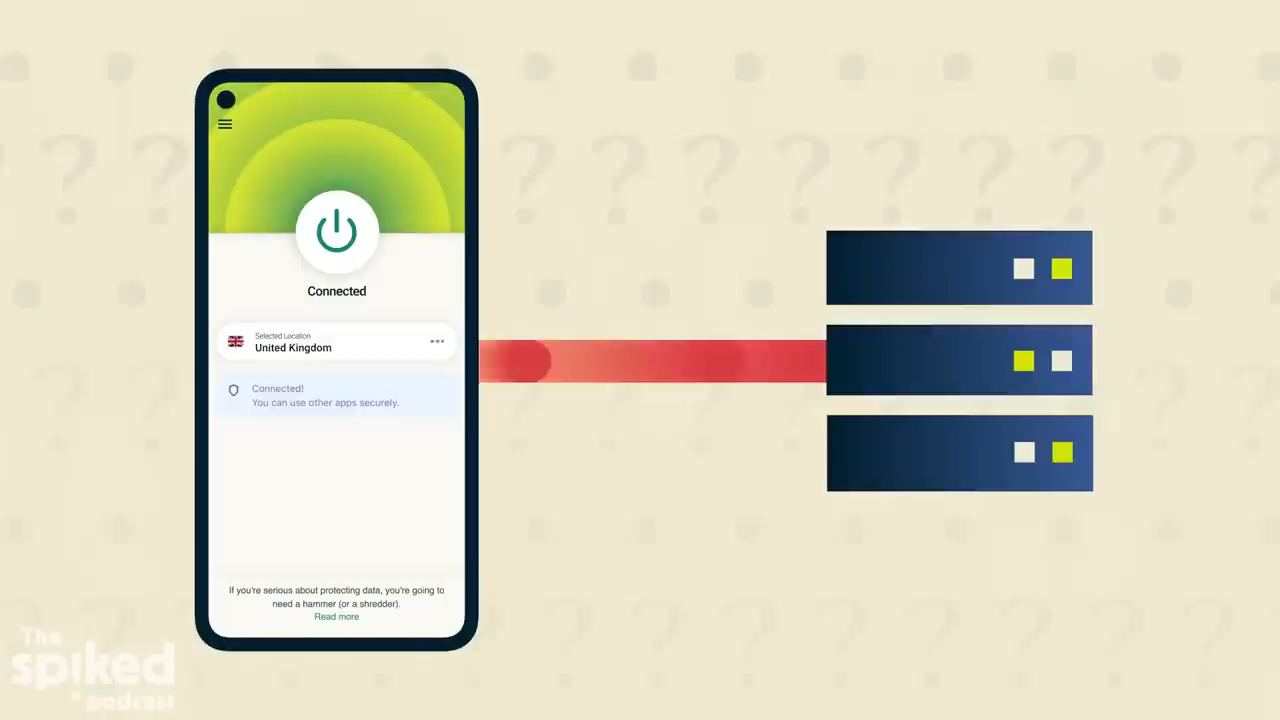 Connected
Selected Location
United Kingdom
Connected!
You can use other apps securely.
If you're serious about protecting data, you're going to
need a hammer (or a shredder).
Read more
The
spiked
podcast